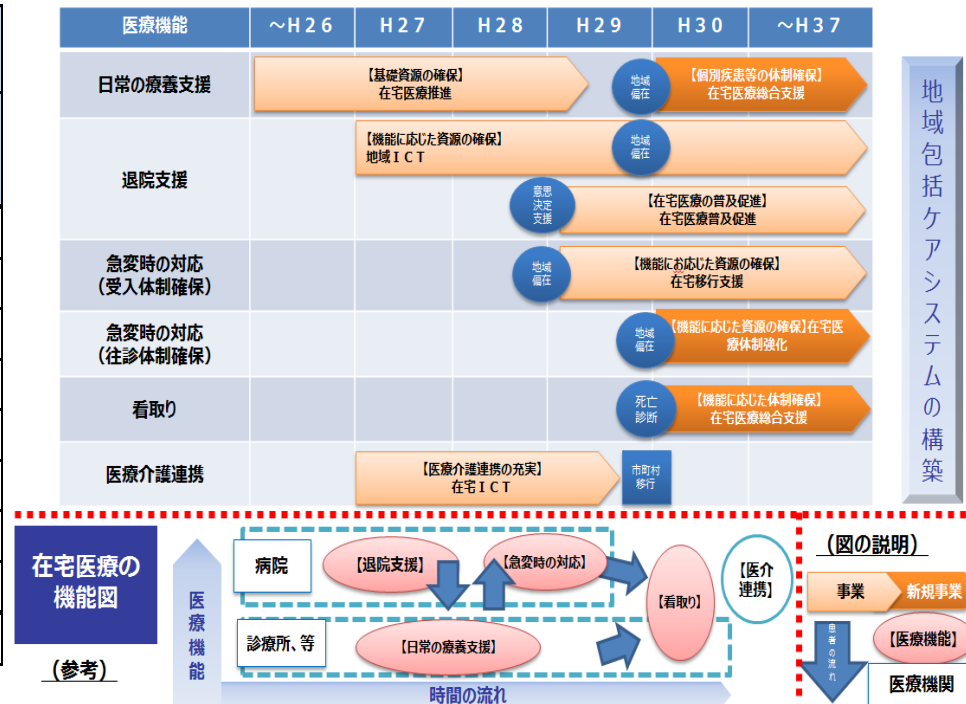 医療機能
～H26
H27
H28
H29
H30
～H37
日常の療養支援
【基礎資源の確保】
在宅医療推進
地域
偏在
【個別疾患等の体制確保】
在宅医療総合支援
退院支援
【機能に応じた資源の確保】
地域ICT
地域
偏在
意思
決定
支援
【在宅医療の普及促進】
在宅医療普及促進
急変時の対応
（受入体制確保）
地域
偏在
【機能にお応じた資源の確保】
在宅移行支援
急変時の対応
（往診体制確保）
地域
偏在
【機能に応じた資源の確保】在宅医
療体制強化
看取り
死亡
診断
【機能に応じた体制確保】
在宅医療総合支援
医療介護連携
【医療介護連携の充実】
在宅ICT
市町村
移行
地域包括ケアシステムの構築
在宅医療の
機能図
（参考）
医療機能
病院
【退院支援】
【急変時の対応】
診療所、等
【日常の療養支援】
【看取り】
【医介
連携】
時間の流れ
（図の説明）
事業
新規事業
患者の流れ
【医療機能】
医療機関